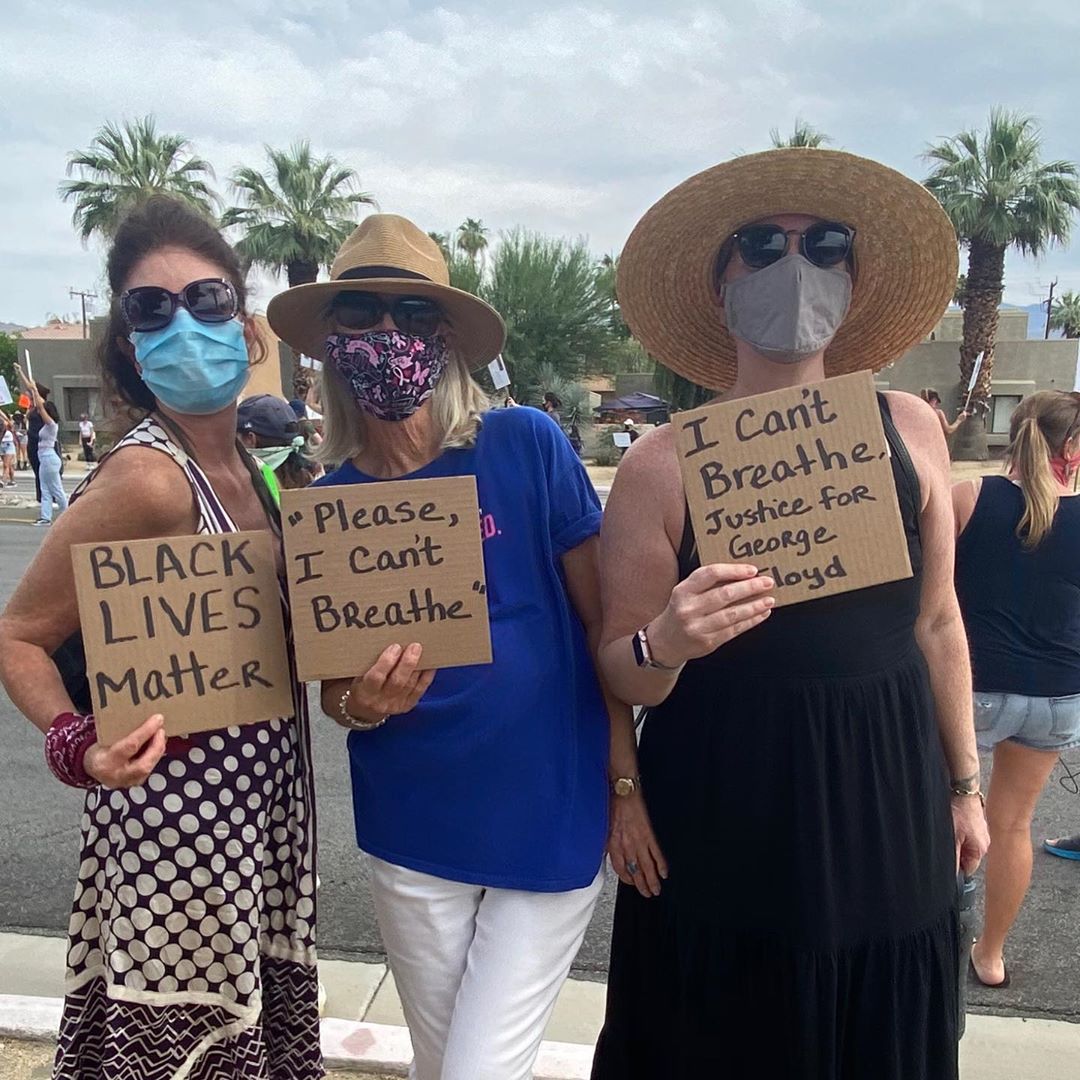 BLACK
LIVES
Matter
"Please,
I Can't
Breathe"
I Can't
Breathe.
Justice for
George
Floyd